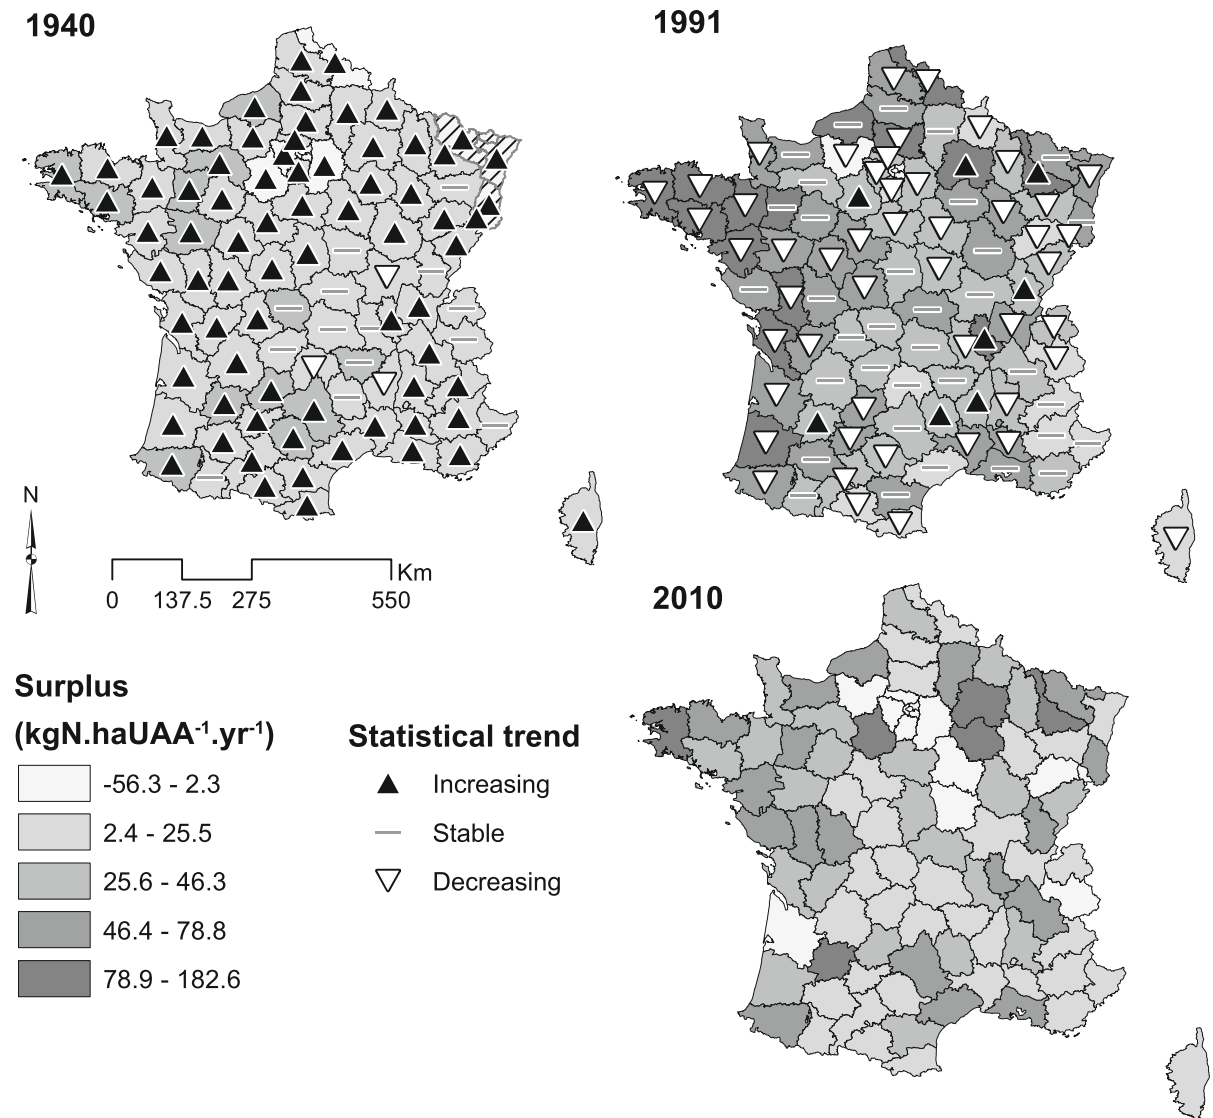 1940
1991
N
Km
0 137.5 275 550
2010
Surplus
(kgN.haUAA⁻¹.yr⁻¹)
-56.3 - 2.3
2.4 - 25.5
25.6 - 46.3
46.4 - 78.8
78.9 - 182.6
Statistical trend
Increasing
Stable
Decreasing